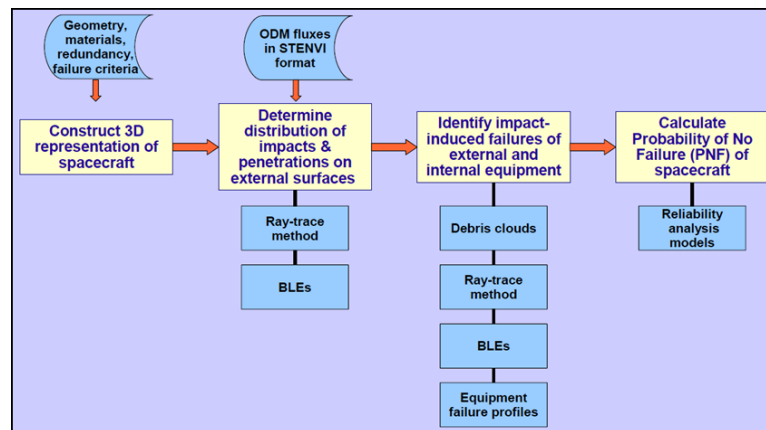 Geometry,
materials,
redundancy,
failure criteria
ODM fluxes
in STENVI
format
Construct 3D
representation of
spacecraft
Determine
distribution of
impacts &
penetrations on
external surfaces
Identify impact-
induced failures of
external and
internal equipment
Calculate
Probability of No
Failure (PNF) of
spacecraft
Ray-trace
method
BLEs
Debris clouds
Ray-trace
method
BLEs
Equipment
failure profiles
Reliability
analysis
models